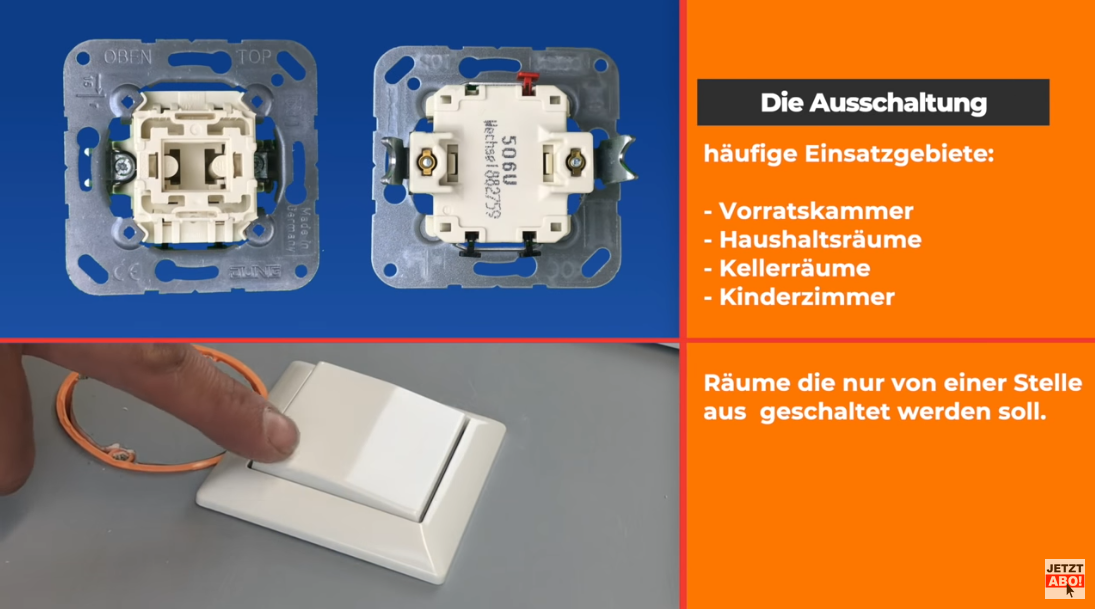 OBEN TOP
Made in
Germany
JUNG
506U
Wechsel
882759
Die Ausschaltung
häufige Einsatzgebiete:
- Vorratskammer
- Haushaltsräume
- Kellerräume
- Kinderzimmer
Räume die nur von einer Stelle
aus geschaltet werden soll.
JETZT
ABO!